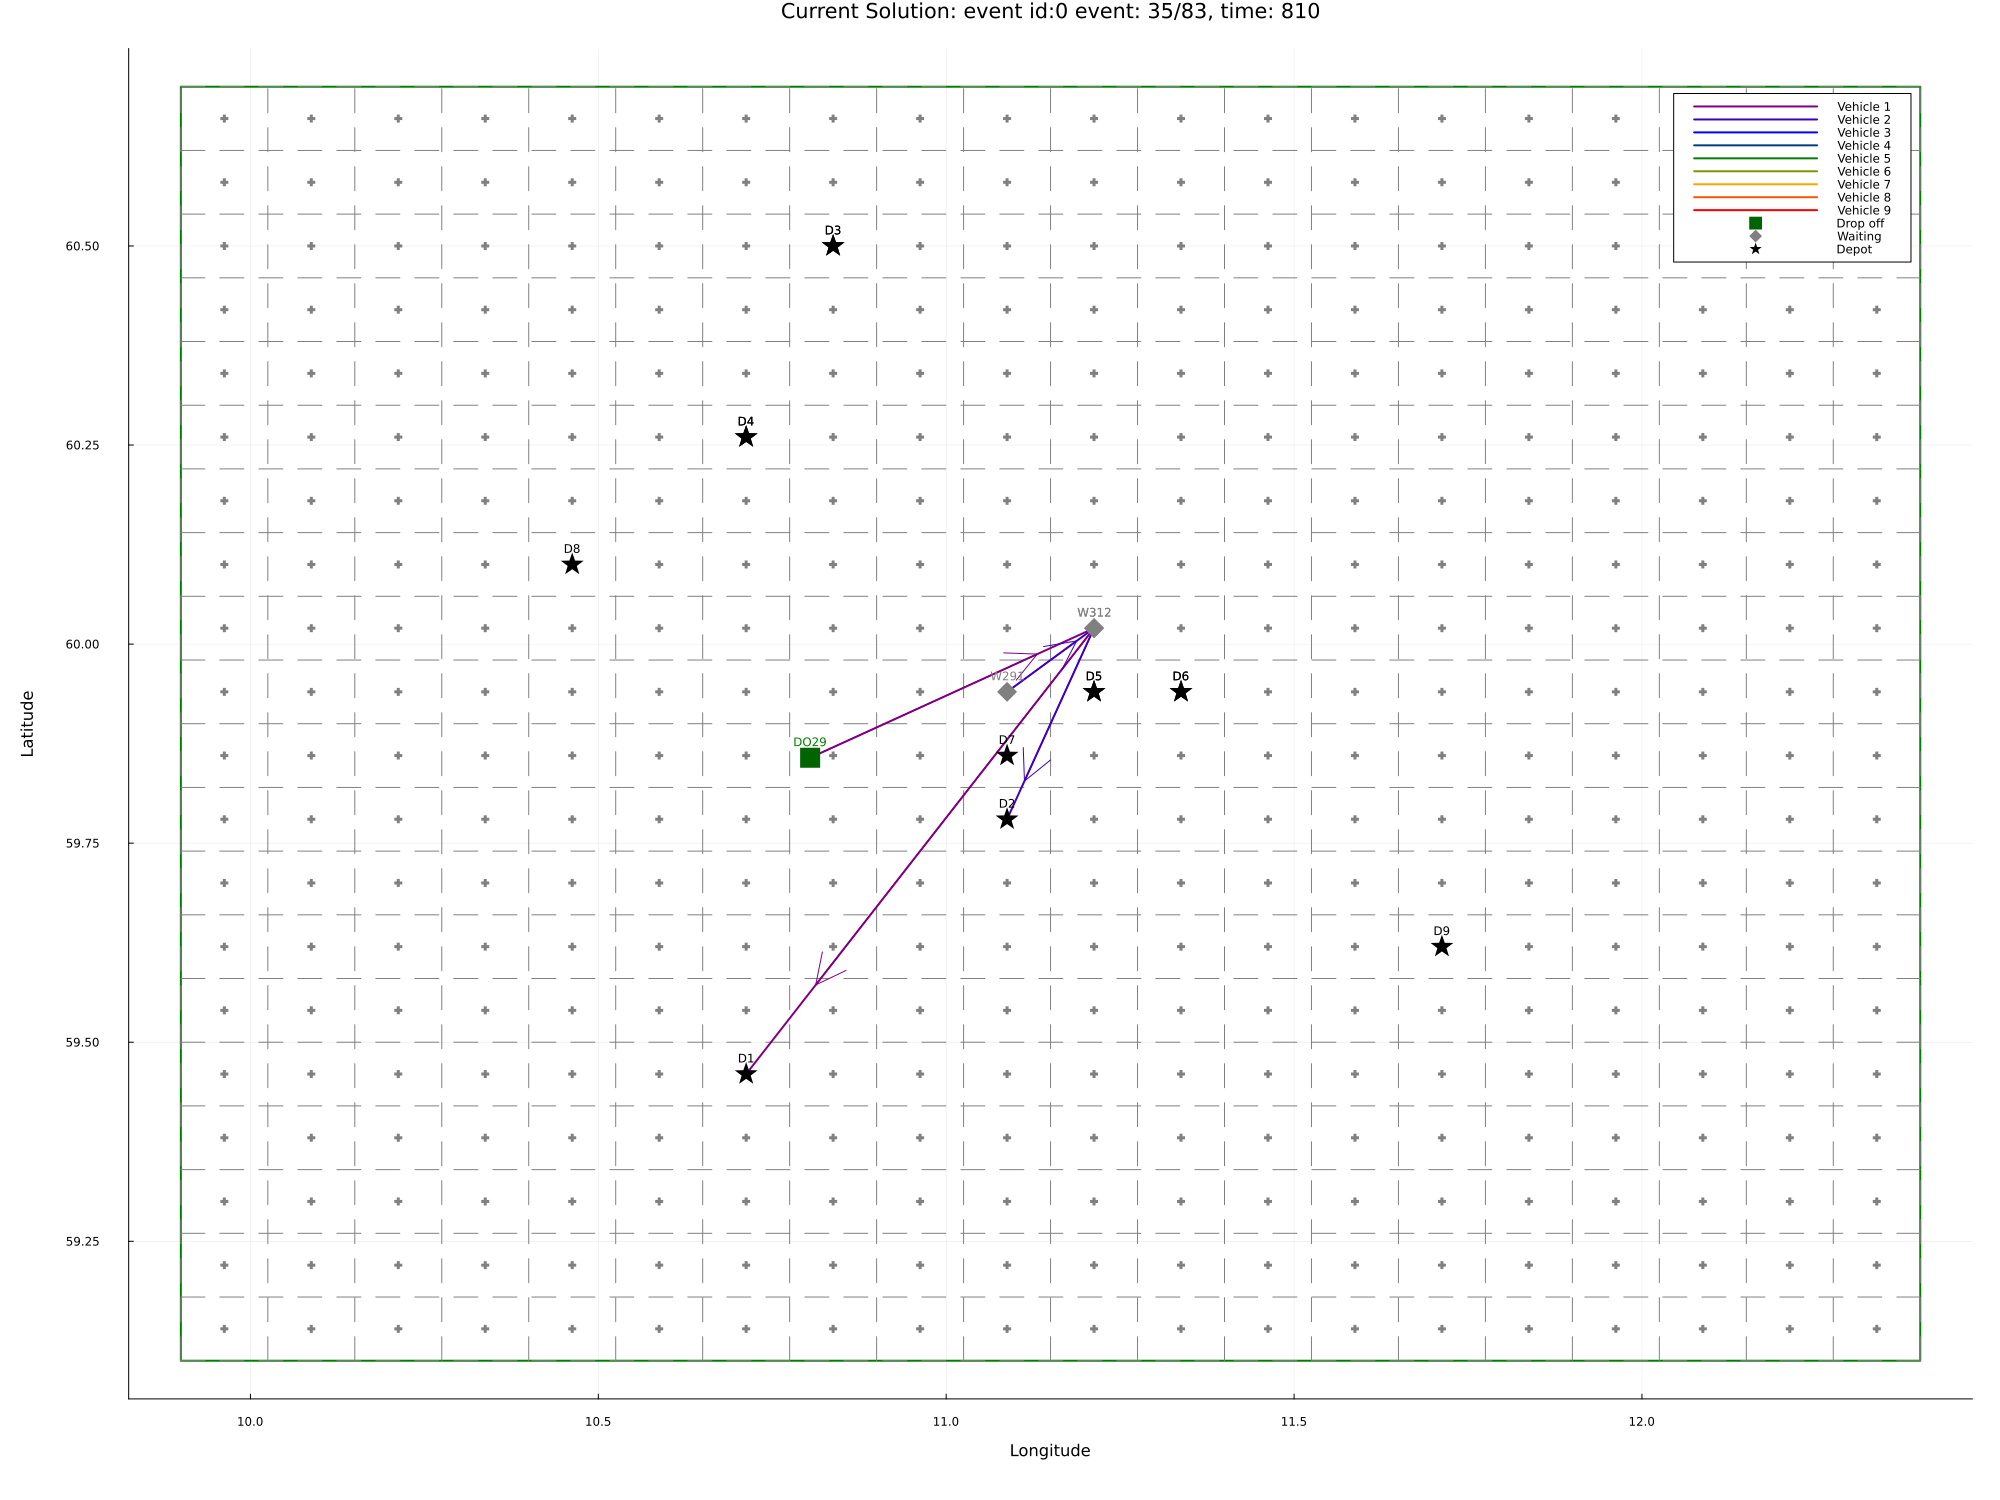 Current Solution: event id:0 event: 35/83, time: 810
Vehicle 1
Vehicle 2
Vehicle 3
Vehicle 4
Vehicle 5
Vehicle 6
Vehicle 7
Vehicle 8
Vehicle 9
Drop off
Waiting
Depot
D3
60.50
D4
60.25
D8
W312
60.00
W291
D5
D6
DO29
D7
D2
59.75
D9
59.50
D1
59.25
10.0
10.5
11.0
11.5
12.0
Longitude
Latitude